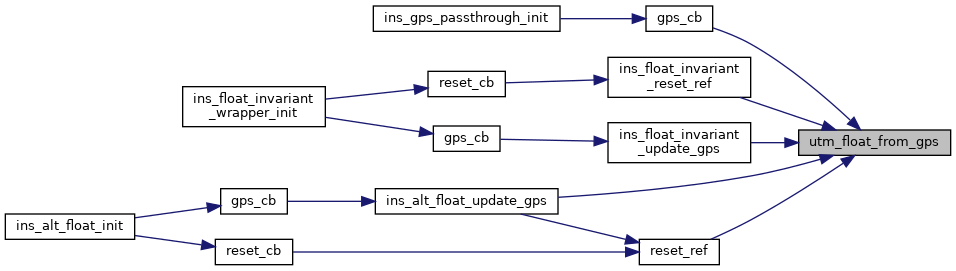 ins_gps_passthrough_init
gps_cb
ins_float_invariant
_reset_ref
reset_cb
ins_float_invariant
_wrapper_init
gps_cb
ins_float_invariant
_update_gps
utm_float_from_gps
gps_cb
ins_alt_float_update_gps
ins_alt_float_init
reset_cb
reset_ref